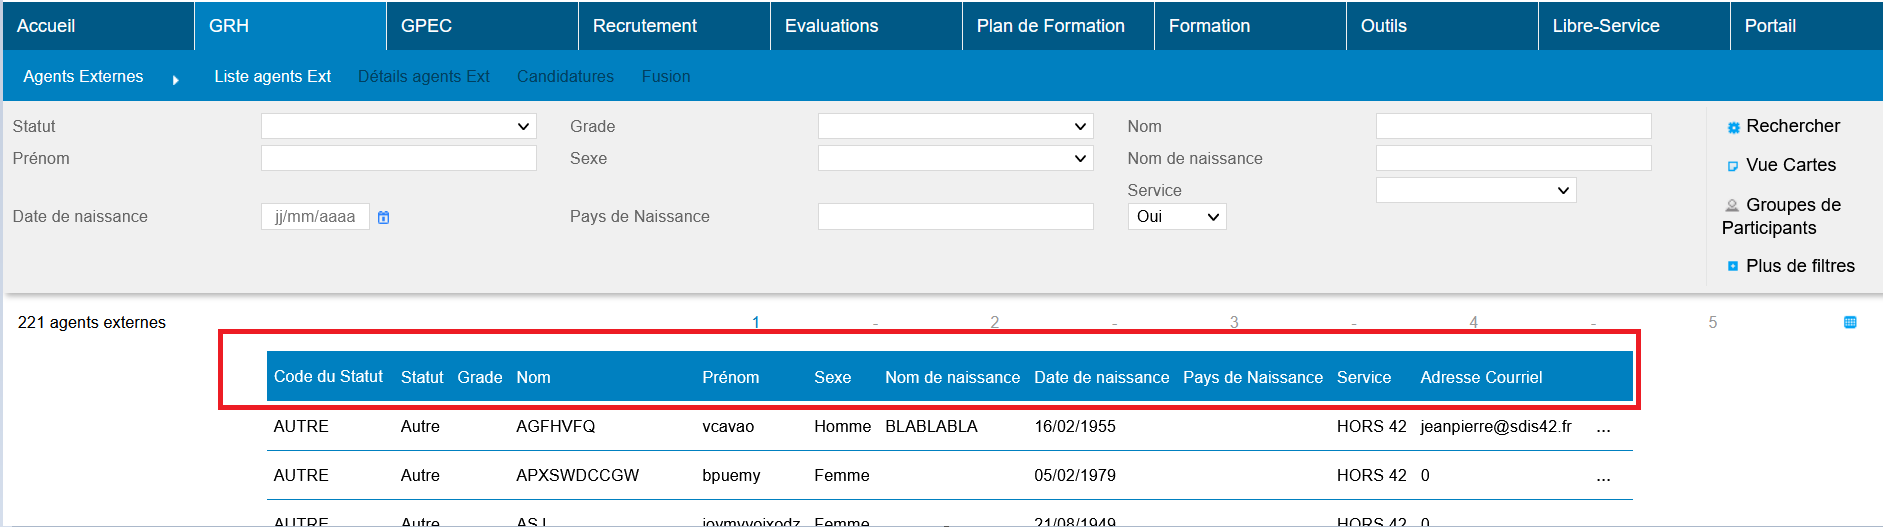 Accueil GRH GPEC Recrutement Evaluations Plan de Formation Formation Outils Libre-Service Portail
Agents Externes Liste agents Ext Détails agents Ext Candidatures Fusion
Statut Grade Nom Rechercher
Prénom Sexe Nom de naissance Vue Cartes
Service
Date de naissance jj/mm/aaaa Pays de Naissance Oui Groupes de
Participants
Plus de filtres
221 agents externes 1 - 2 - 3 - 4 - 5
Code du Statut Statut Grade Nom Prénom Sexe Nom de naissance Date de naissance Pays de Naissance Service Adresse Courriel
AUTRE Autre AGFHVFQ vcavao Homme BLABLABLA 16/02/1955 HORS 42 jeanpierre@sdis42.fr ...
AUTRE Autre APXSWDCCGW bpuemy Femme 05/02/1979 HORS 42 0 ...
AUTRE Autre Femme 21/08/1949 HORS 42 0